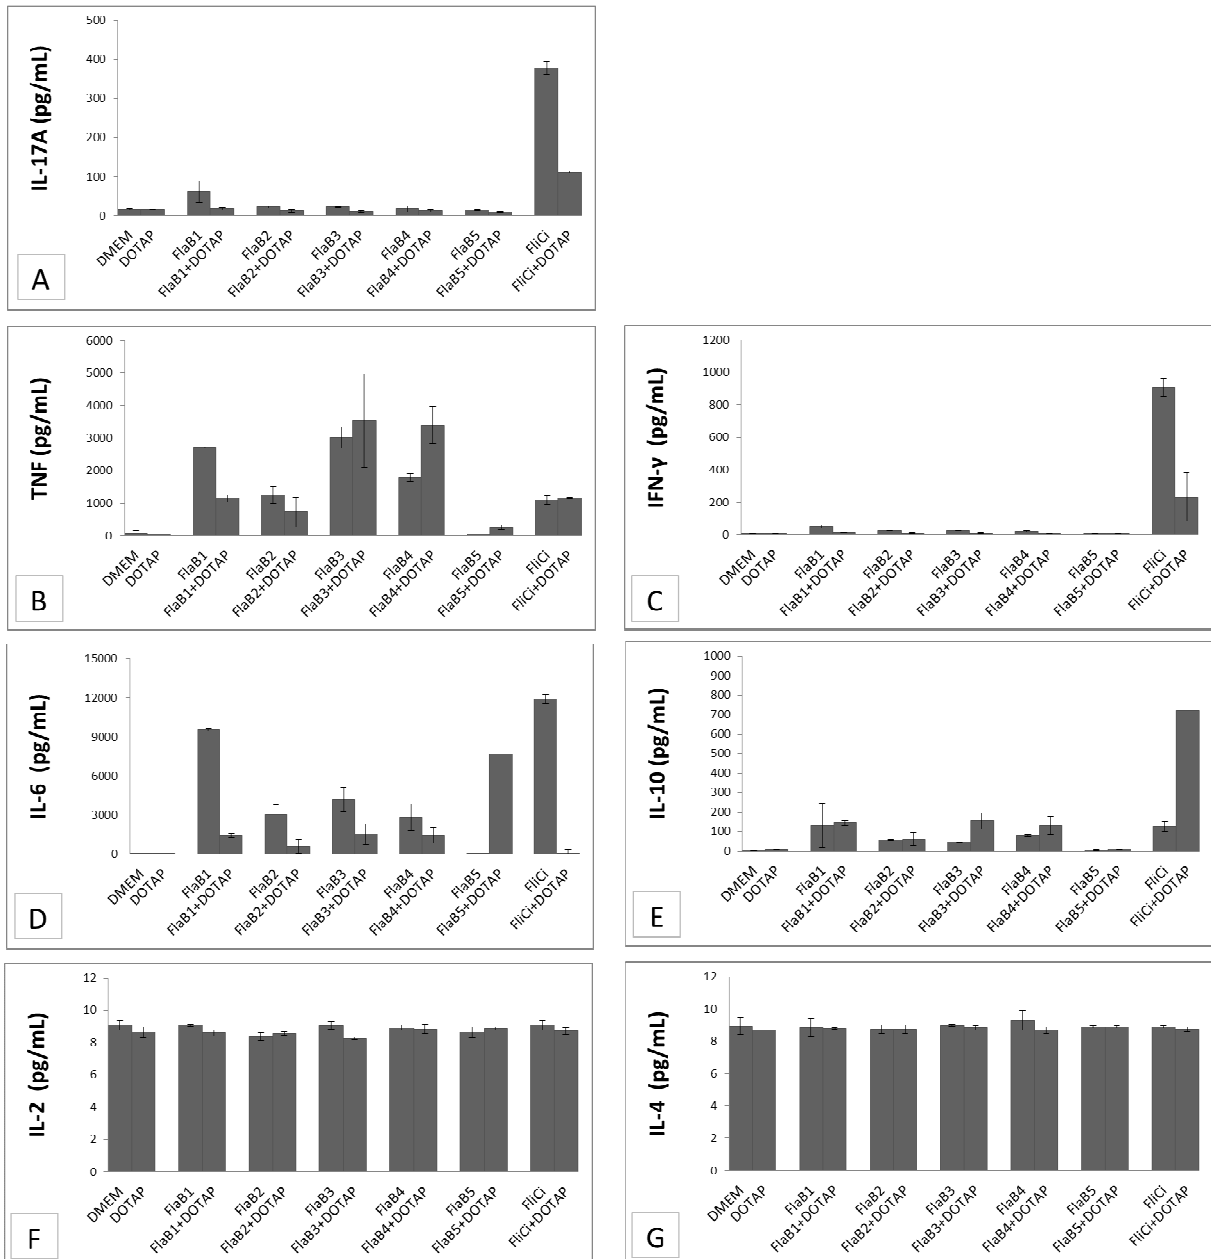 IL-17A (pg/mL)
500
400
300
200
100
0
DMEM
DOTAP
FlaB1
FlaB1+DOTAP
FlaB2
FlaB2+DOTAP
FlaB3
FlaB3+DOTAP
FlaB4
FlaB4+DOTAP
FlaB5
FlaB5+DOTAP
FliCi
FliCi+DOTAP
A
TNF (pg/mL)
6000
5000
4000
3000
2000
1000
0
DMEM
DOTAP
FlaB1
FlaB1+DOTAP
FlaB2
FlaB2+DOTAP
FlaB3
FlaB3+DOTAP
FlaB4
FlaB4+DOTAP
FlaB5
FlaB5+DOTAP
FliCi
FliCi+DOTAP
B
IFN-γ (pg/mL)
1200
1000
800
600
400
200
0
DMEM
DOTAP
FlaB1
FlaB1+DOTAP
FlaB2
FlaB2+DOTAP
FlaB3
FlaB3+DOTAP
FlaB4
FlaB4+DOTAP
FlaB5
FlaB5+DOTAP
FliCi
FliCi+DOTAP
C
IL-6 (pg/mL)
15000
12000
9000
6000
3000
0
DMEM
DOTAP
FlaB1
FlaB1+DOTAP
FlaB2
FlaB2+DOTAP
FlaB3
FlaB3+DOTAP
FlaB4
FlaB4+DOTAP
FlaB5
FlaB5+DOTAP
FliCi
FliCi+DOTAP
D
IL-10 (pg/mL)
1000
900
800
700
600
500
400
300
200
100
0
DMEM
DOTAP
FlaB1
FlaB1+DOTAP
FlaB2
FlaB2+DOTAP
FlaB3
FlaB3+DOTAP
FlaB4
FlaB4+DOTAP
FlaB5
FlaB5+DOTAP
FliCi
FliCi+DOTAP
E
IL-2 (pg/mL)
12
10
8
6
4
2
0
DMEM
DOTAP
FlaB1
FlaB1+DOTAP
FlaB2
FlaB2+DOTAP
FlaB3
FlaB3+DOTAP
FlaB4
FlaB4+DOTAP
FlaB5
FlaB5+DOTAP
FliCi
FliCi+DOTAP
F
IL-4 (pg/mL)
12
10
8
6
4
2
0
DMEM
DOTAP
FlaB1
FlaB1+DOTAP
FlaB2
FlaB2+DOTAP
FlaB3
FlaB3+DOTAP
FlaB4
FlaB4+DOTAP
FlaB5
FlaB5+DOTAP
FliCi
FliCi+DOTAP
G